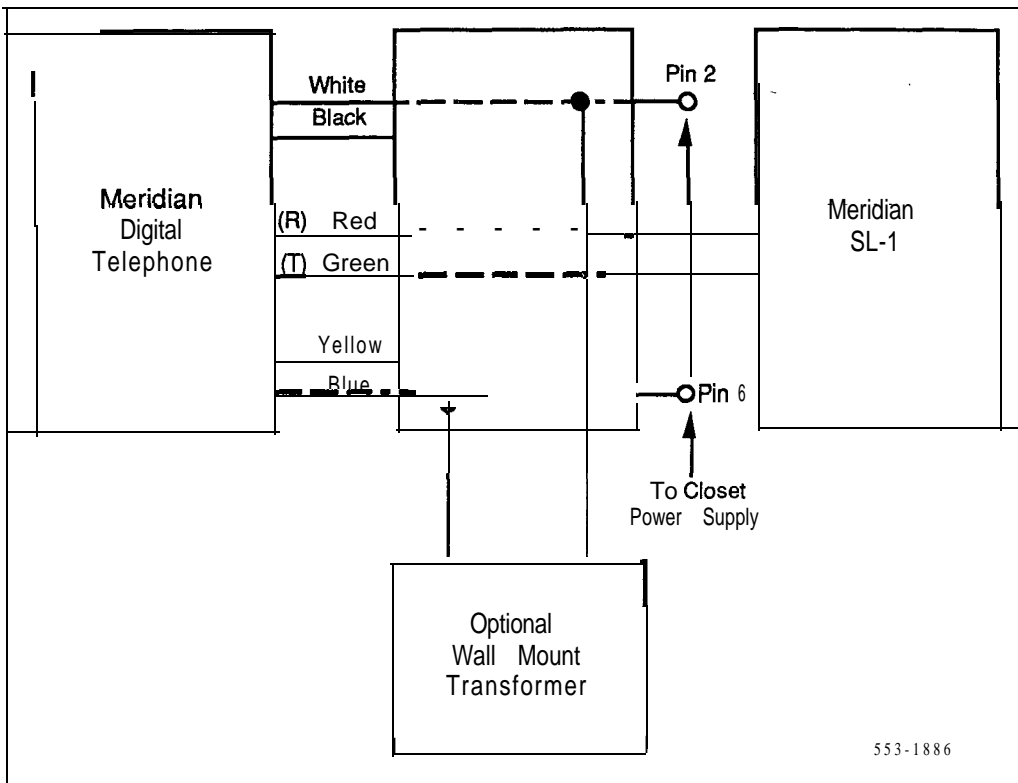 White
Black
Pin 2
Meridian
Digital
Telephone
(R) Red
(T) Green
Meridian
SL-1
Yellow
Blue
Pin 6
To Closet
Power Supply
Optional
Wall Mount
Transformer
553-1886